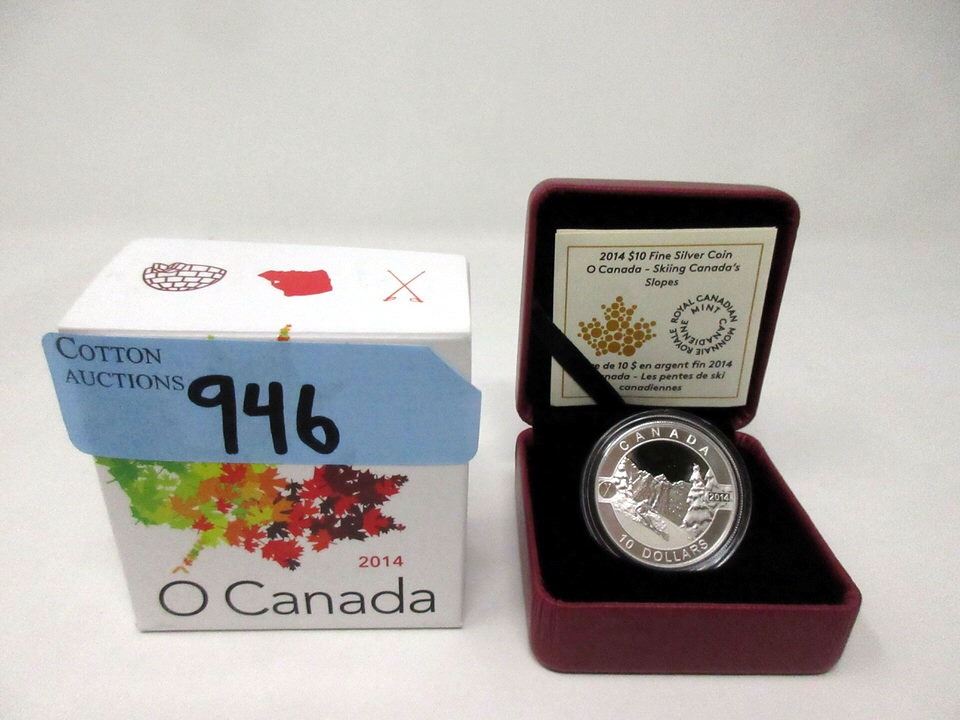 COTTON
AUCTIONS
946
2014
O Canada
2014 $10 Fine Silver Coin
O Canada - Skiing Canada's
Slopes
ROYAL CANADIAN MINT
MONNAIE ROYALE CANADIENNE
de 10 $ en argent fin 2014
- Les pentes de ski
canadiennes
CANADA
2014
10 DOLLARS